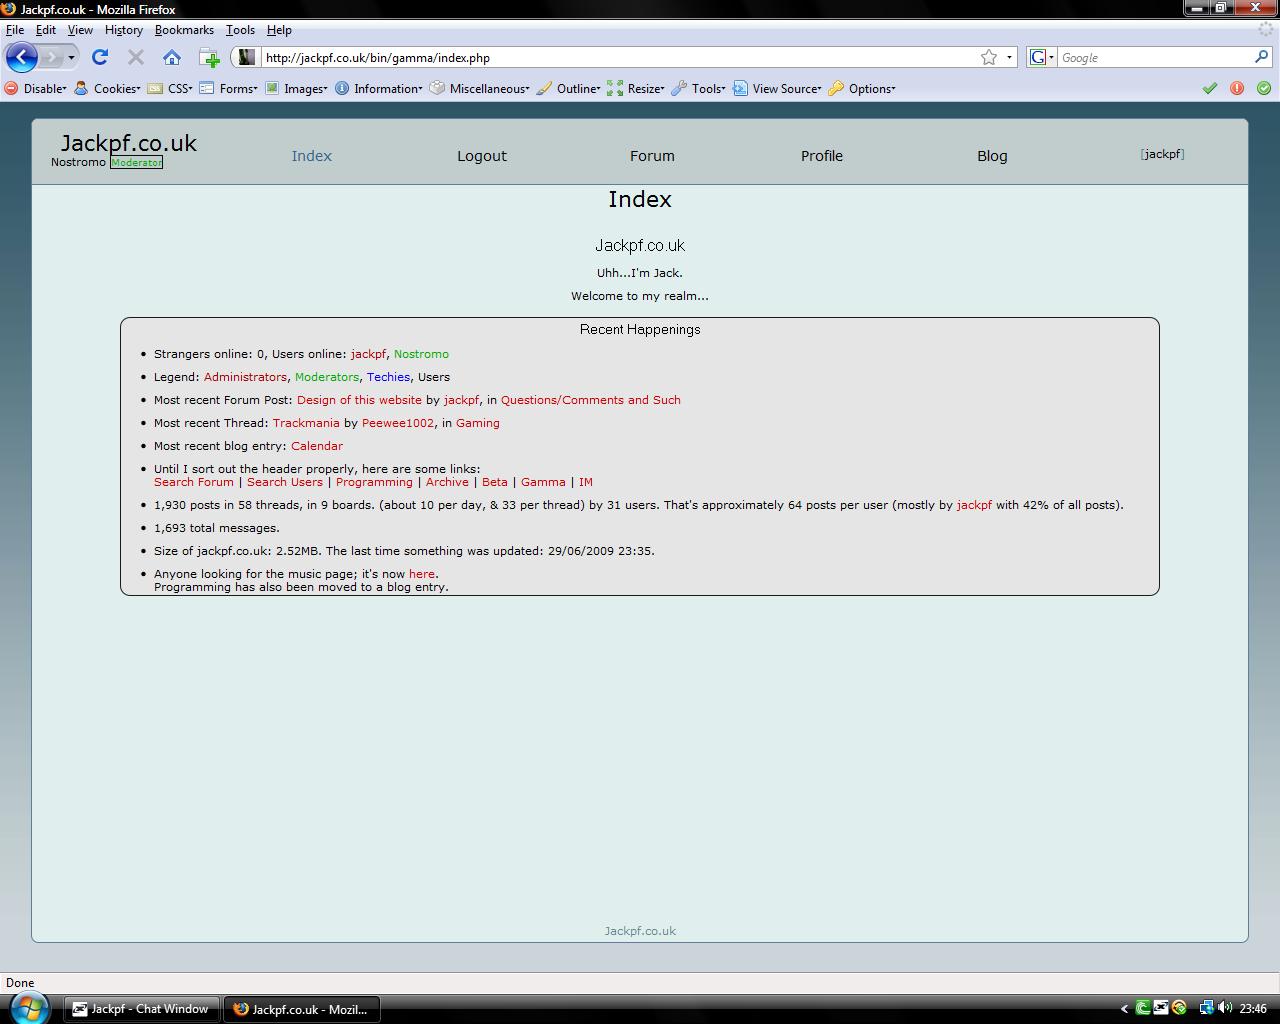 Jackpf.co.uk - Mozilla Firefox
File Edit View History Bookmarks Tools Help
http://jackpf.co.uk/bin/gamma/index.php
G Google
Disable Cookies CSS Forms Images Information Miscellaneous Outline Resize Tools View Source Options
Jackpf.co.uk
Nostromo Moderator
Index Logout Forum Profile Blog [jackpf]
Index
Jackpf.co.uk
Uhh...I'm Jack.
Welcome to my realm...
Recent Happenings
• Strangers online: 0, Users online: jackpf, Nostromo
• Legend: Administrators, Moderators, Techies, Users
• Most recent Forum Post: Design of this website by jackpf, in Questions/Comments and Such
• Most recent Thread: Trackmania by Peewee1002, in Gaming
• Most recent blog entry: Calendar
• Until I sort out the header properly, here are some links:
Search Forum | Search Users | Programming | Archive | Beta | Gamma | IM
• 1,930 posts in 58 threads, in 9 boards. (about 10 per day, & 33 per thread) by 31 users. That's approximately 64 posts per user (mostly by jackpf with 42% of all posts).
• 1,693 total messages.
• Size of jackpf.co.uk: 2.52MB. The last time something was updated: 29/06/2009 23:35.
• Anyone looking for the music page; it's now here.
Programming has also been moved to a blog entry.
Jackpf.co.uk
Done
Jackpf - Chat Window
Jackpf.co.uk - Mozil...
23:46